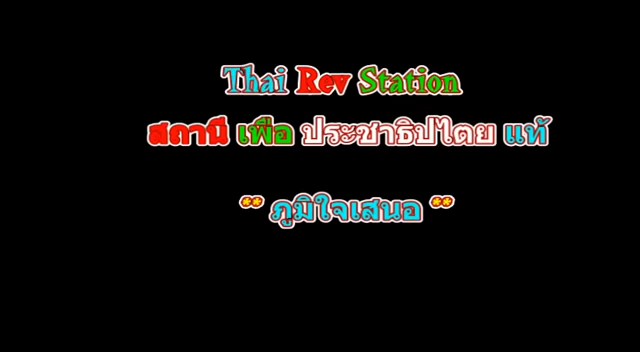 Thai Rev Station
สถานี เพื่อ ประชาธิปไตย แท้
** ภูมิใจเสนอ **